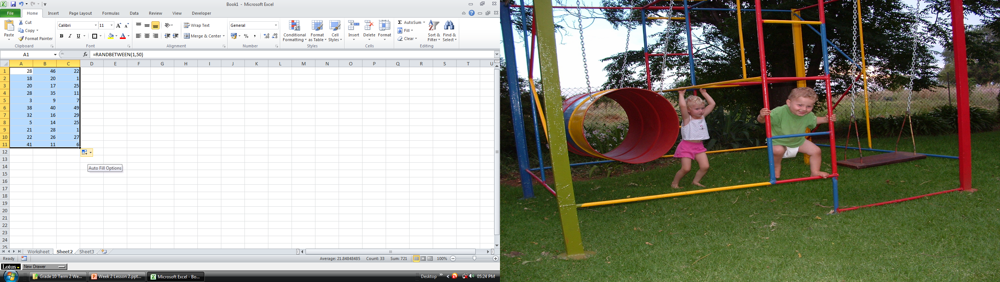 Book1 - Microsoft Excel
File Home Insert Page Layout Formulas Data Review View Developer
Paste
Cut
Copy
Format Painter
Clipboard
Calibri 11
B I U
Font
Wrap Text
Merge & Center
Alignment
General
% ,
Number
Conditional Formatting
Format as Table
Cell Styles
Styles
Insert
Delete
Format
Cells
Σ AutoSum
Fill
Clear
Sort & Filter
Find & Select
Editing
A1 fx =RANDBETWEEN(1,50)
A B C D E F G H I J K L M N O P Q R S T U
1 28 46 22
2 18 20 1
3 20 17 25
4 28 35 11
5 3 9 7
6 38 40 49
7 32 16 29
8 5 14 25
9 21 28 1
10 22 26 27
11 41 11 6
12
13
Auto Fill Options
14
15
16
17
18
19
20
21
22
23
24
25
Worksheet Sheet2 Sheet3
Ready Average: 21.84848485 Count: 33 Sum: 721 100%
Lotus New Drawer
Grade 10 Term 2 We... Week 2 Lesson 2.ppt... Microsoft Excel - Bo... Desktop 05:24 PM